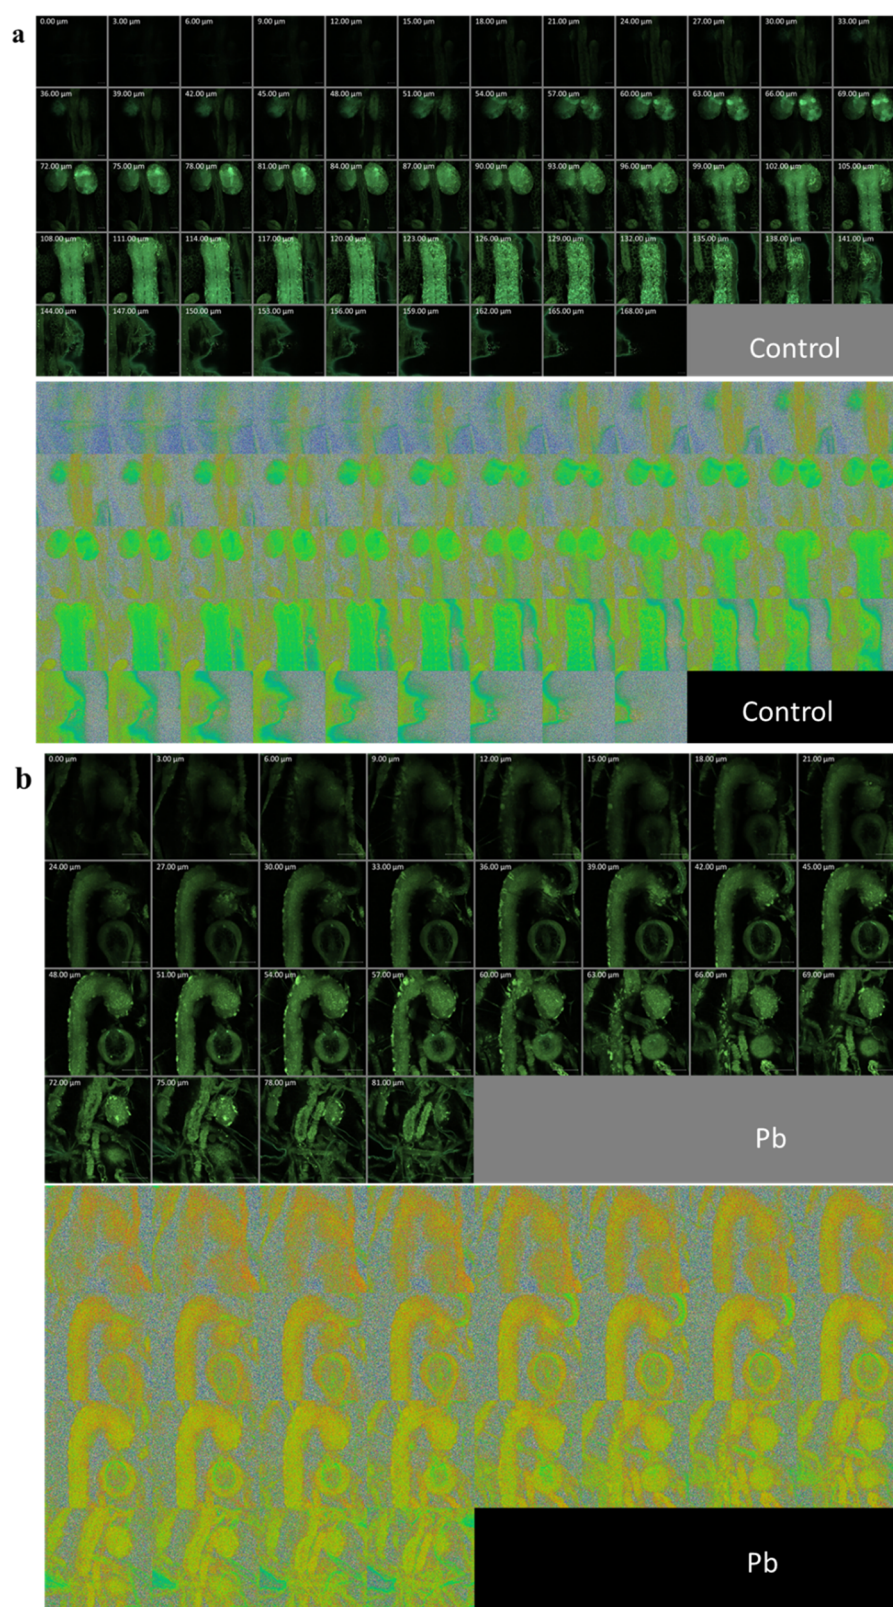 a
0.00 µm 3.00 µm 6.00 µm 9.00 µm 12.00 µm 15.00 µm 18.00 µm 21.00 µm 24.00 µm 27.00 µm 30.00 µm 33.00 µm
36.00 µm 39.00 µm 42.00 µm 45.00 µm 48.00 µm 51.00 µm 54.00 µm 57.00 µm 60.00 µm 63.00 µm 66.00 µm 69.00 µm
72.00 µm 75.00 µm 78.00 µm 81.00 µm 84.00 µm 87.00 µm 90.00 µm 93.00 µm 96.00 µm 99.00 µm 102.00 µm 105.00 µm
108.00 µm 111.00 µm 114.00 µm 117.00 µm 120.00 µm 123.00 µm 126.00 µm 129.00 µm 132.00 µm 135.00 µm 138.00 µm 141.00 µm
144.00 µm 147.00 µm 150.00 µm 153.00 µm 156.00 µm 159.00 µm 162.00 µm 165.00 µm 168.00 µm
Control
Control
b
0.00 µm 3.00 µm 6.00 µm 9.00 µm 12.00 µm 15.00 µm 18.00 µm 21.00 µm
24.00 µm 27.00 µm 30.00 µm 33.00 µm 36.00 µm 39.00 µm 42.00 µm 45.00 µm
48.00 µm 51.00 µm 54.00 µm 57.00 µm 60.00 µm 63.00 µm 66.00 µm 69.00 µm
72.00 µm 75.00 µm 78.00 µm 81.00 µm
Pb
Pb